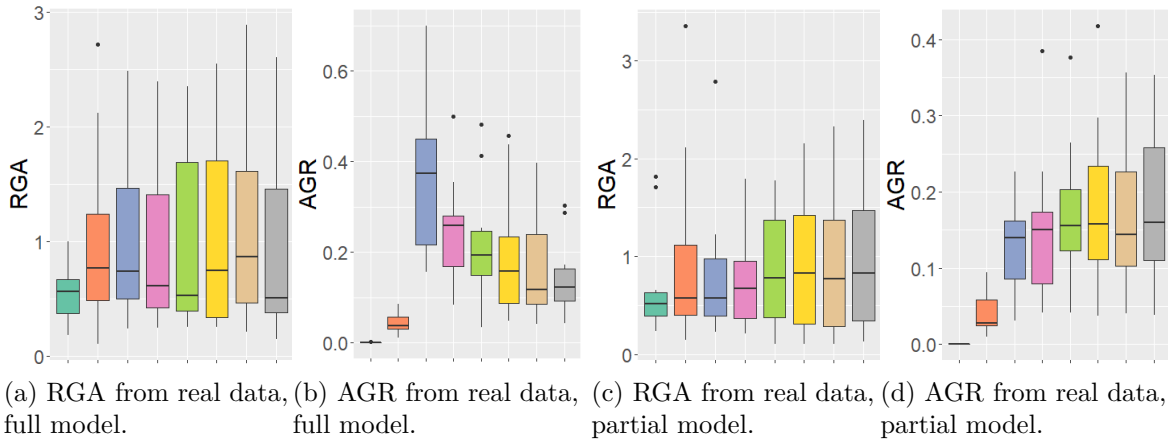 3
2
1
0
RGA
0.6
0.4
0.2
0.0
AGR
3
2
1
0
RGA
0.4
0.3
0.2
0.1
0.0
AGR
(a) RGA from real data, full model.
(b) AGR from real data, full model.
(c) RGA from real data, partial model.
(d) AGR from real data, partial model.